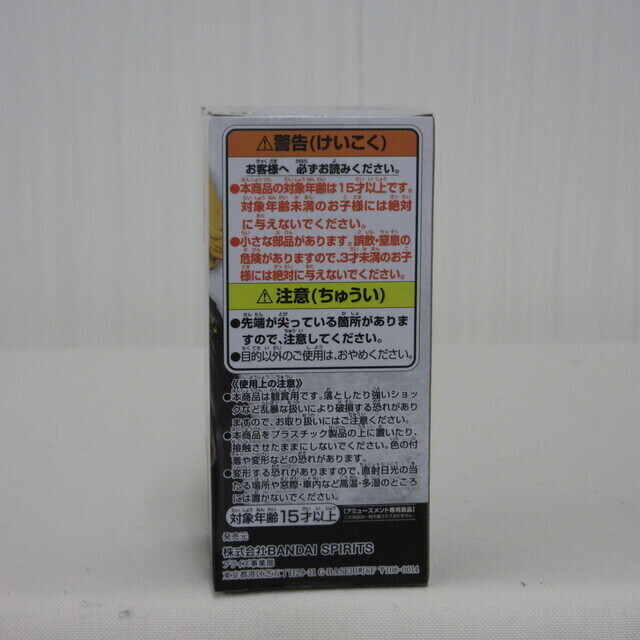 ⚠警告(けいこく)
お客様へ 必ずお読みください。
●本商品の対象年齢は15才以上です。
対象年齢未満のお子様には絶対
に与えないでください。
●小さな部品があります。誤飲・窒息の
危険がありますので、3才未満のお子
様には絶対に与えないでください。
⚠注意(ちゅうい)
●先端が尖っている箇所がありま
すので、注意してください。
●目的以外のご使用は、おやめください。
《使用上の注意》
●本商品は観賞用です。落としたり強いショッ
クなど乱暴な扱いにより破損する恐れがあり
ますので、お取り扱いにはご注意ください。
●本商品をプラスチック製品の上に置いたり、
接触させたままにしないでください。色の付
着や変形などの恐れがあります。
●変形する恐れがありますので、直射日光の当
たる場所や窓際・車内など高温・多湿のところ
には置かないでください。
対象年齢15才以上
[アミューズメント専用景品]
発売元
株式会社BANDAI SPIRITS
プライズ事業部